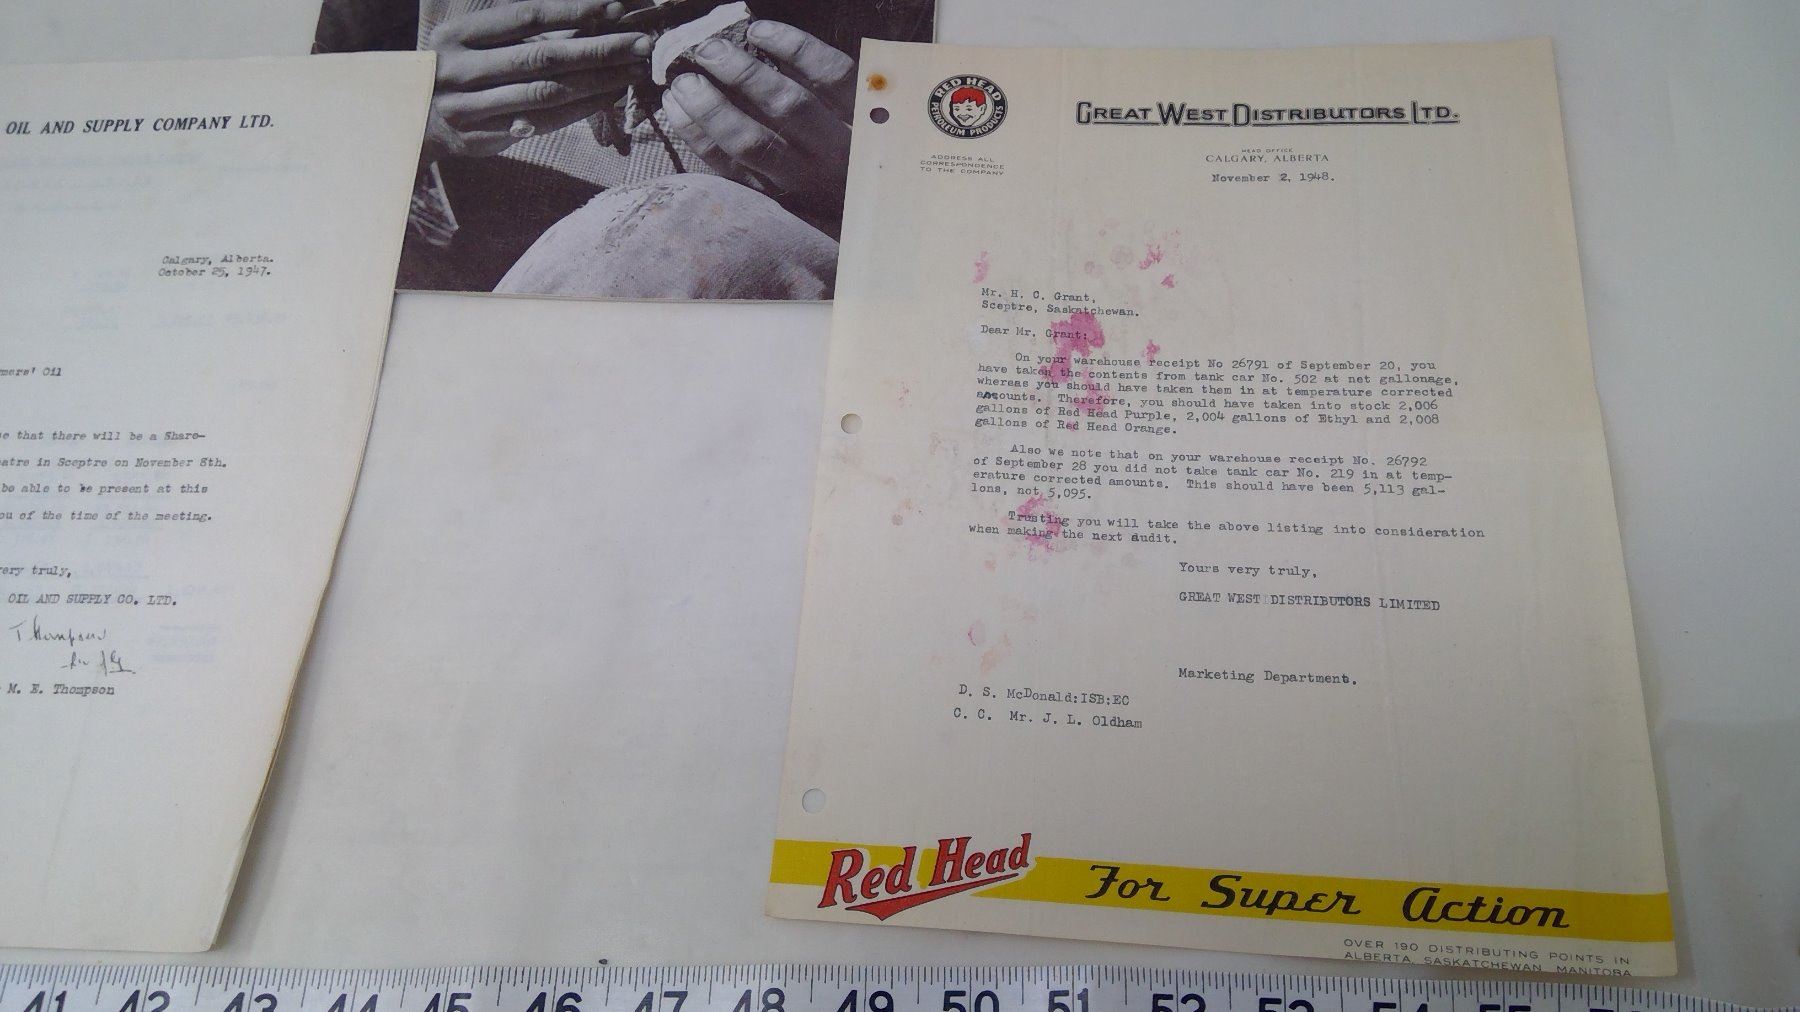 OIL AND SUPPLY COMPANY LTD.
Calgary, Alberta.
October 25, 1947.
mers' Oil
e that there will be a Share-
atre in Sceptre on November 8th.
be able to be present at this
ou of the time of the meeting.
ery truly,
OIL AND SUPPLY CO. LTD.
M. E. Thompson
RED HEAD
PETROLEUM PRODUCTS
ADDRESS ALL
CORRESPONDENCE
TO THE COMPANY
GREAT WEST DISTRIBUTORS LTD.
HEAD OFFICE
CALGARY, ALBERTA
November 2, 1948.
Mr. H. C. Grant,
Sceptre, Saskatchewan.
Dear Mr. Grant:
On your warehouse receipt No 26791 of September 20, you
have taken the contents from tank car No. 502 at net gallonage,
whereas you should have taken them in at temperature corrected
amounts. Therefore, you should have taken into stock 2,006
gallons of Red Head Purple, 2,004 gallons of Ethyl and 2,008
gallons of Red Head Orange.
Also we note that on your warehouse receipt No. 26792
of September 28 you did not take tank car No. 219 in at temp-
erature corrected amounts. This should have been 5,113 gal-
lons, not 5,095.
Trusting you will take the above listing into consideration
when making the next audit.
Yours very truly,
GREAT WEST DISTRIBUTORS LIMITED
Marketing Department.
D. S. McDonald:ISB:EC
C. C. Mr. J. L. Oldham
Red Head For Super Action
OVER 190 DISTRIBUTING POINTS IN
ALBERTA, SASKATCHEWAN, MANITOBA
41 42 43 44 45 46 47 48 49 50 51 52 53 54 55 56